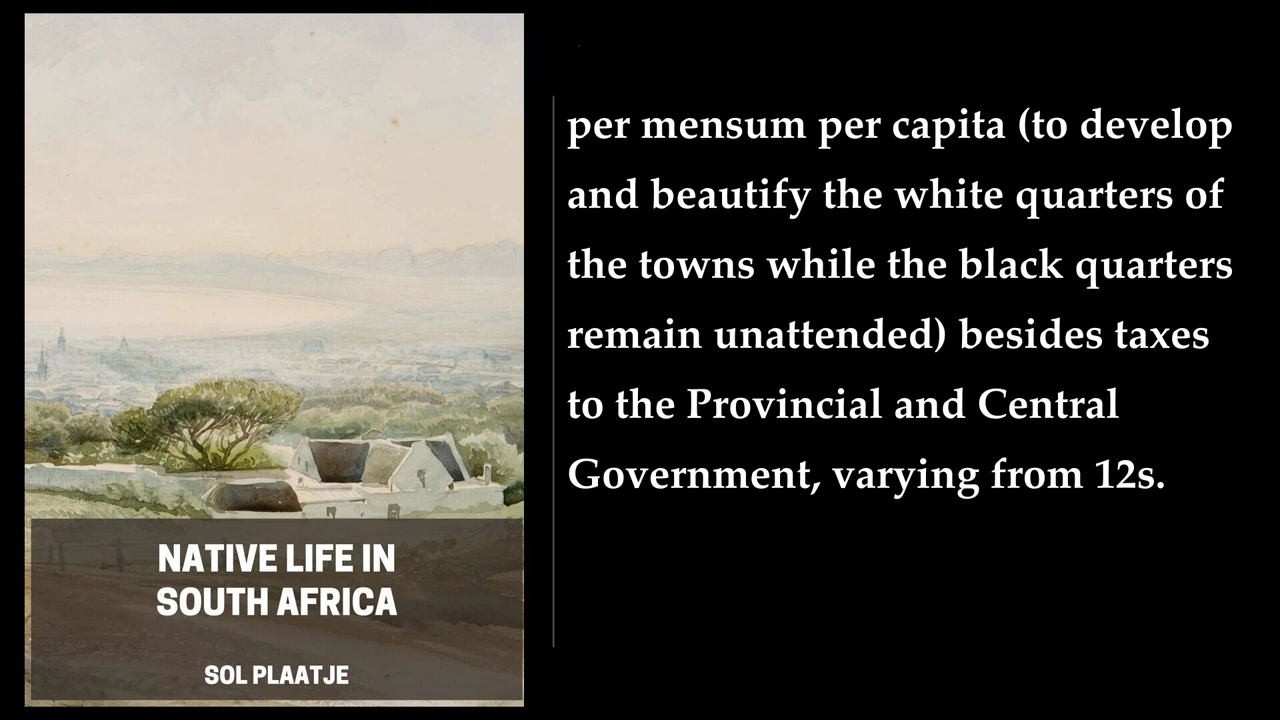 NATIVE LIFE IN
SOUTH AFRICA
SOL PLAATJE
per mensum per capita (to develop
and beautify the white quarters of
the towns while the black quarters
remain unattended) besides taxes
to the Provincial and Central
Government, varying from 12s.